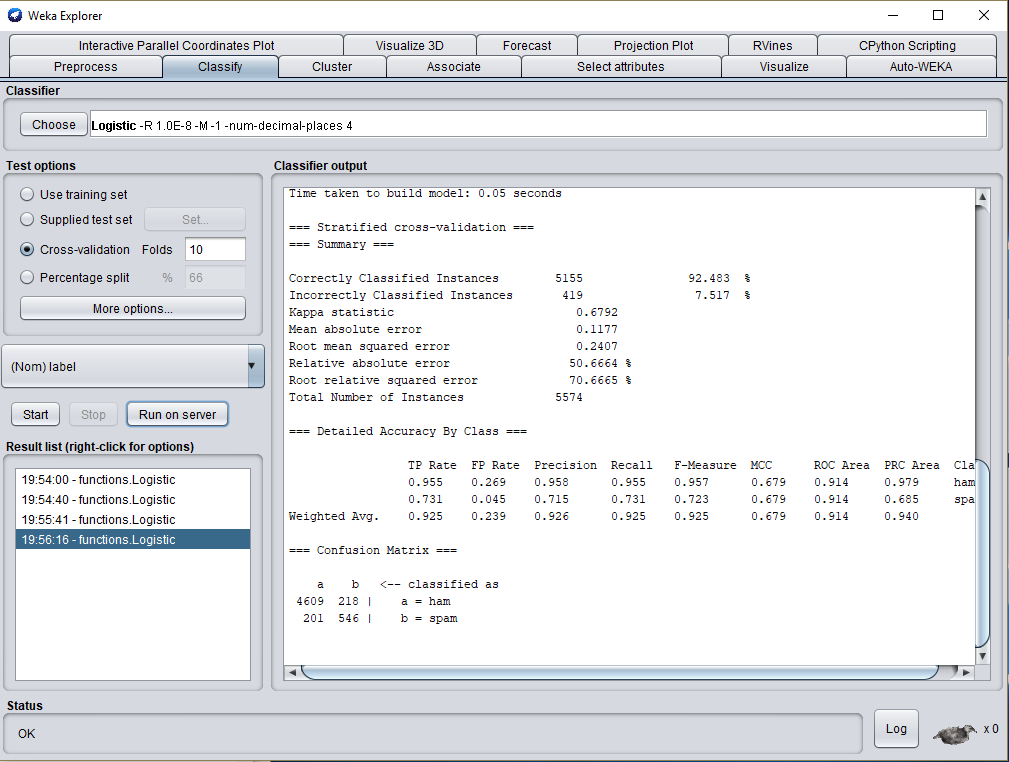 Weka Explorer
Interactive Parallel Coordinates Plot Visualize 3D Forecast Projection Plot RVines CPython Scripting
Preprocess Classify Cluster Associate Select attributes Visualize Auto-WEKA
Classifier
Choose Logistic -R 1.0E-8 -M -1 -num-decimal-places 4
Test options
Use training set
Supplied test set Set...
Cross-validation Folds 10
Percentage split % 66
More options...
(Nom) label
Start Stop Run on server
Result list (right-click for options)
19:54:00 - functions.Logistic
19:54:40 - functions.Logistic
19:55:41 - functions.Logistic
19:56:16 - functions.Logistic
Classifier output
Time taken to build model: 0.05 seconds
=== Stratified cross-validation ===
=== Summary ===
Correctly Classified Instances 5155 92.483 %
Incorrectly Classified Instances 419 7.517 %
Kappa statistic 0.6792
Mean absolute error 0.1177
Root mean squared error 0.2407
Relative absolute error 50.6664 %
Root relative squared error 70.6665 %
Total Number of Instances 5574
=== Detailed Accuracy By Class ===
TP Rate FP Rate Precision Recall F-Measure MCC ROC Area PRC Area Cla
0.955 0.269 0.958 0.955 0.957 0.679 0.914 0.979 ham
0.731 0.045 0.715 0.731 0.723 0.679 0.914 0.685 spa
Weighted Avg. 0.925 0.239 0.926 0.925 0.925 0.679 0.914 0.940
=== Confusion Matrix ===
a b <-- classified as
4609 218 | a = ham
201 546 | b = spam
Status
OK
Log x 0